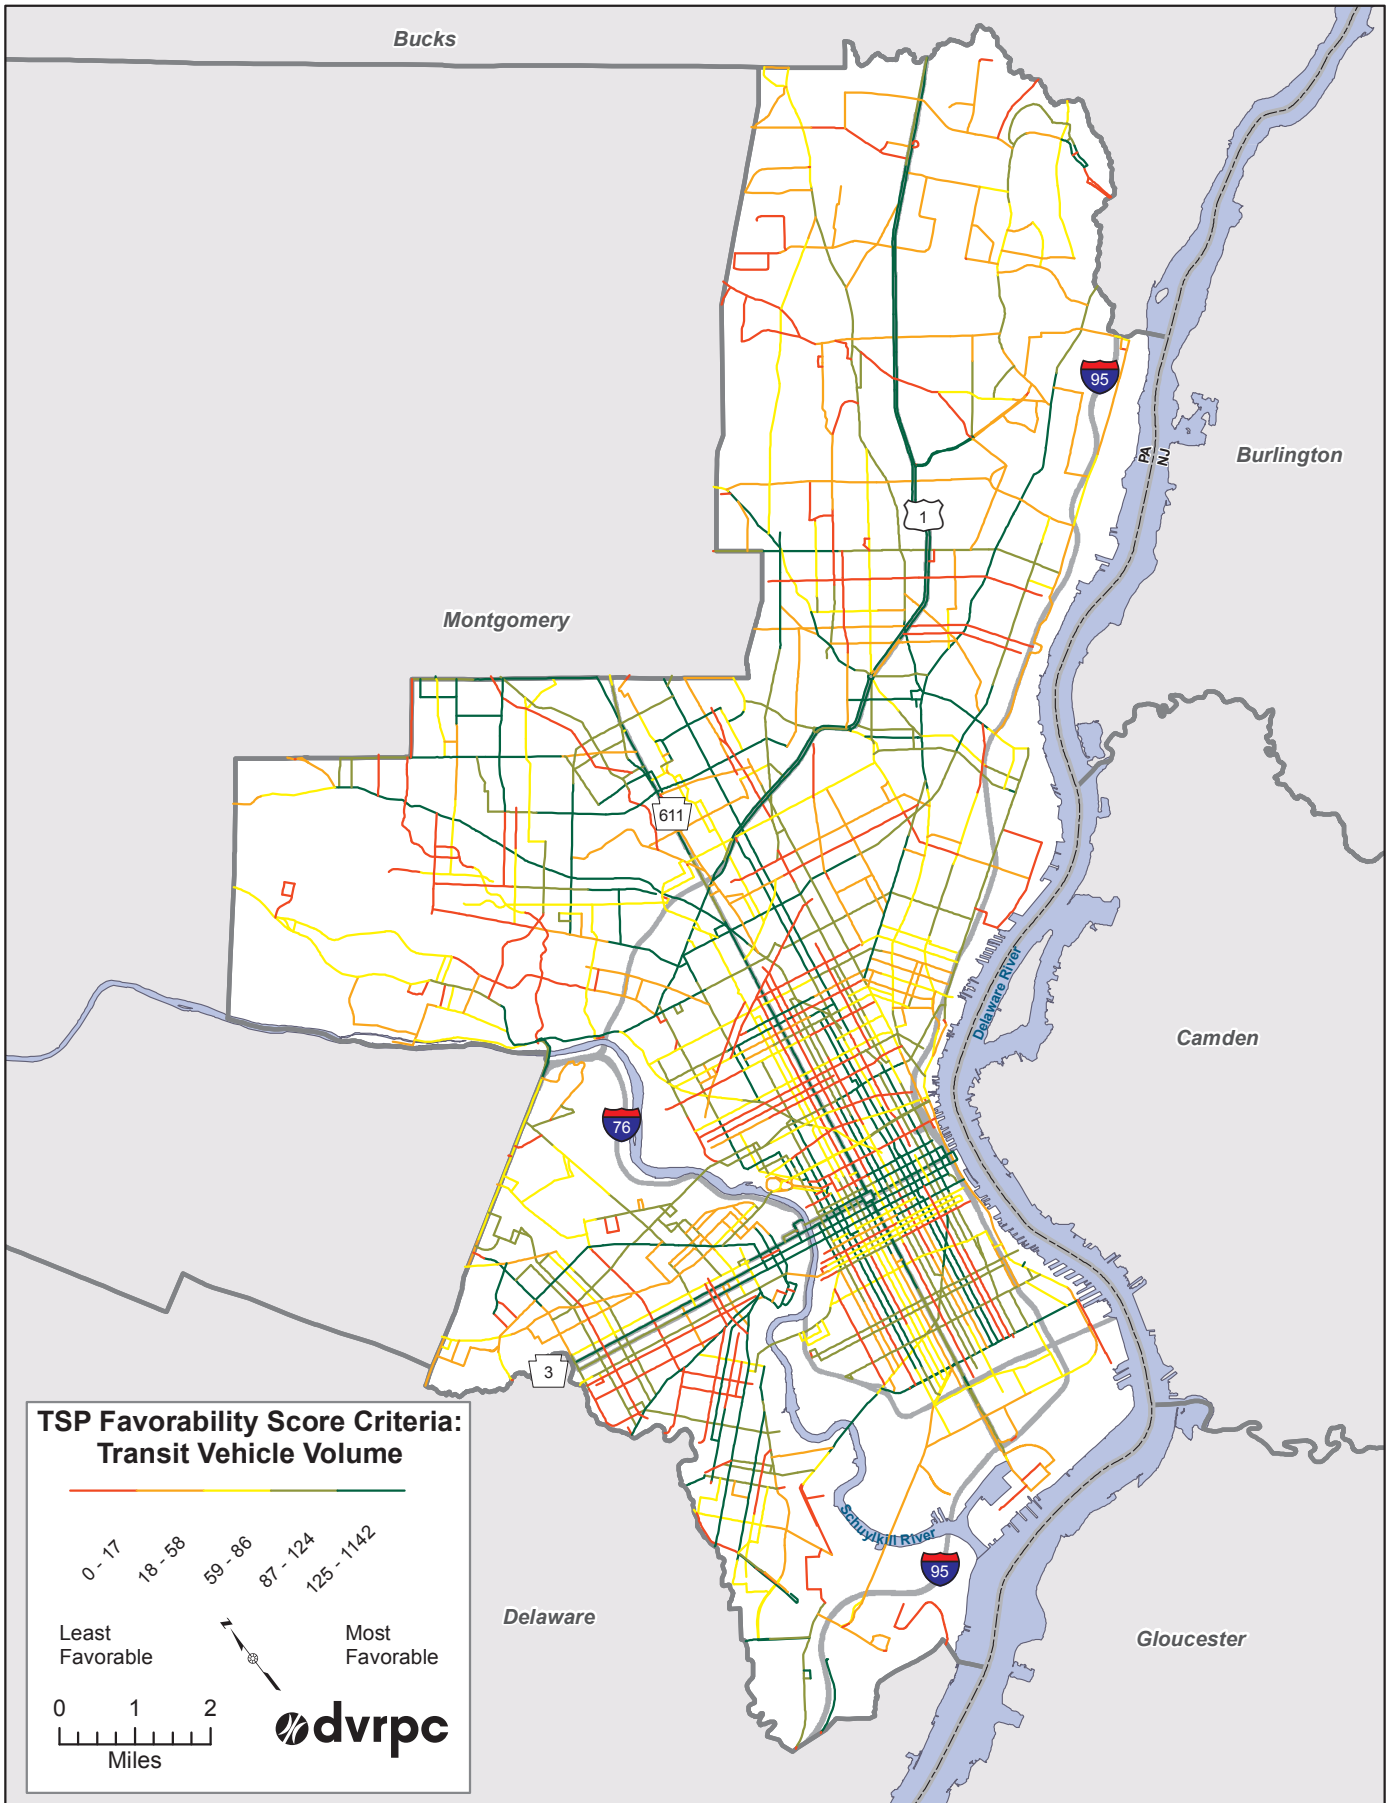 Bucks
95
PA
NJ
Burlington
1
Montgomery
611
Delaware River
Camden
76
3
TSP Favorability Score Criteria:
Transit Vehicle Volume
0 - 17
18 - 58
59 - 86
87 - 124
125 - 1142
Least
Favorable
Most
Favorable
N
0 1 2
Miles
dvrpc
Schuylkill River
95
Delaware
Gloucester